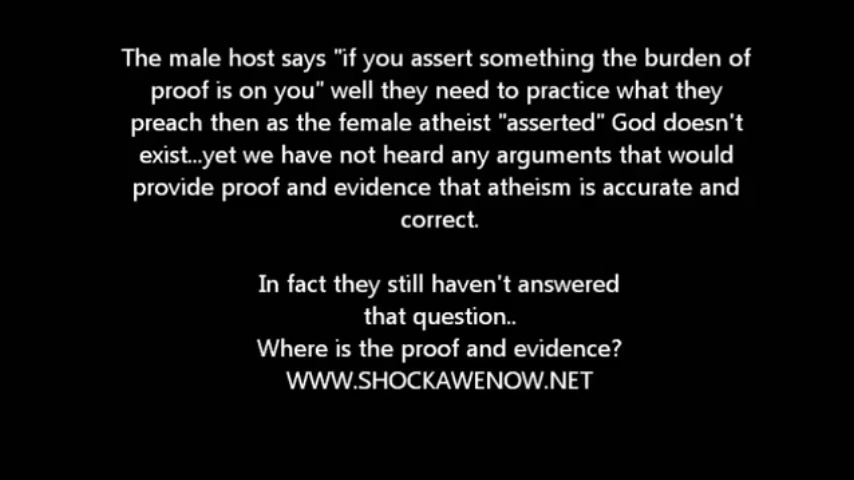 The male host says "if you assert something the burden of
proof is on you" well they need to practice what they
preach then as the female atheist "asserted" God doesn't
exist...yet we have not heard any arguments that would
provide proof and evidence that atheism is accurate and
correct.
In fact they still haven't answered
that question..
Where is the proof and evidence?
WWW.SHOCKAWENOW.NET